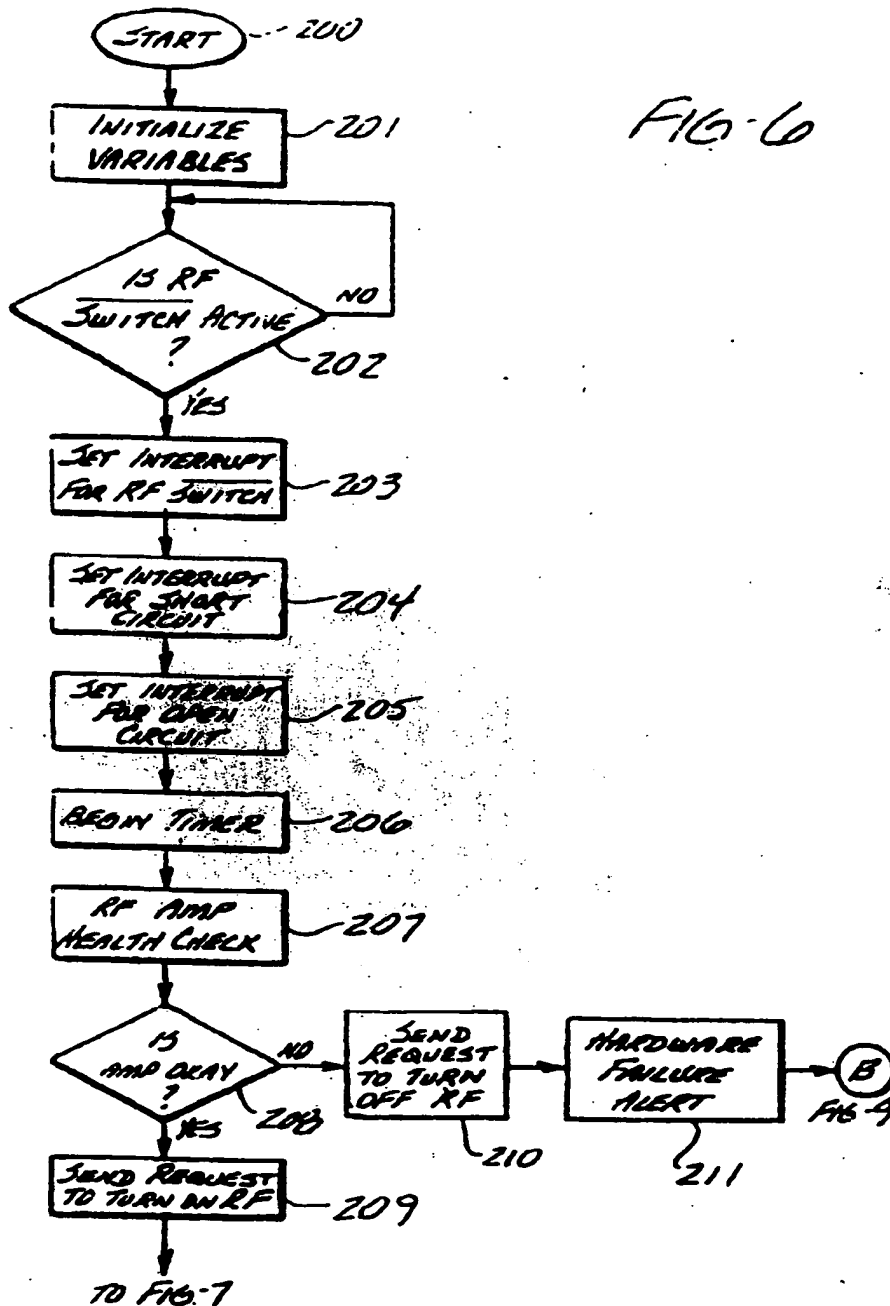 START
200
FIG-6
INITIALIZE
VARIABLES
201
IS RF
SWITCH ACTIVE
?
NO
202
YES
SET INTERRUPT
FOR RF SWITCH
203
SET INTERRUPT
FOR SHORT
CIRCUIT
204
SET INTERRUPT
FOR OPEN
CIRCUIT
205
BEGIN TIMER
206
RF AMP
HEALTH CHECK
207
IS
AMP OKAY
?
NO
208
YES
SEND
REQUEST
TO TURN
OFF RF
210
HARDWARE
FAILURE
ALERT
211
B
FIG-9
SEND REQUEST
TO TURN ON RF
209
TO FIG-7